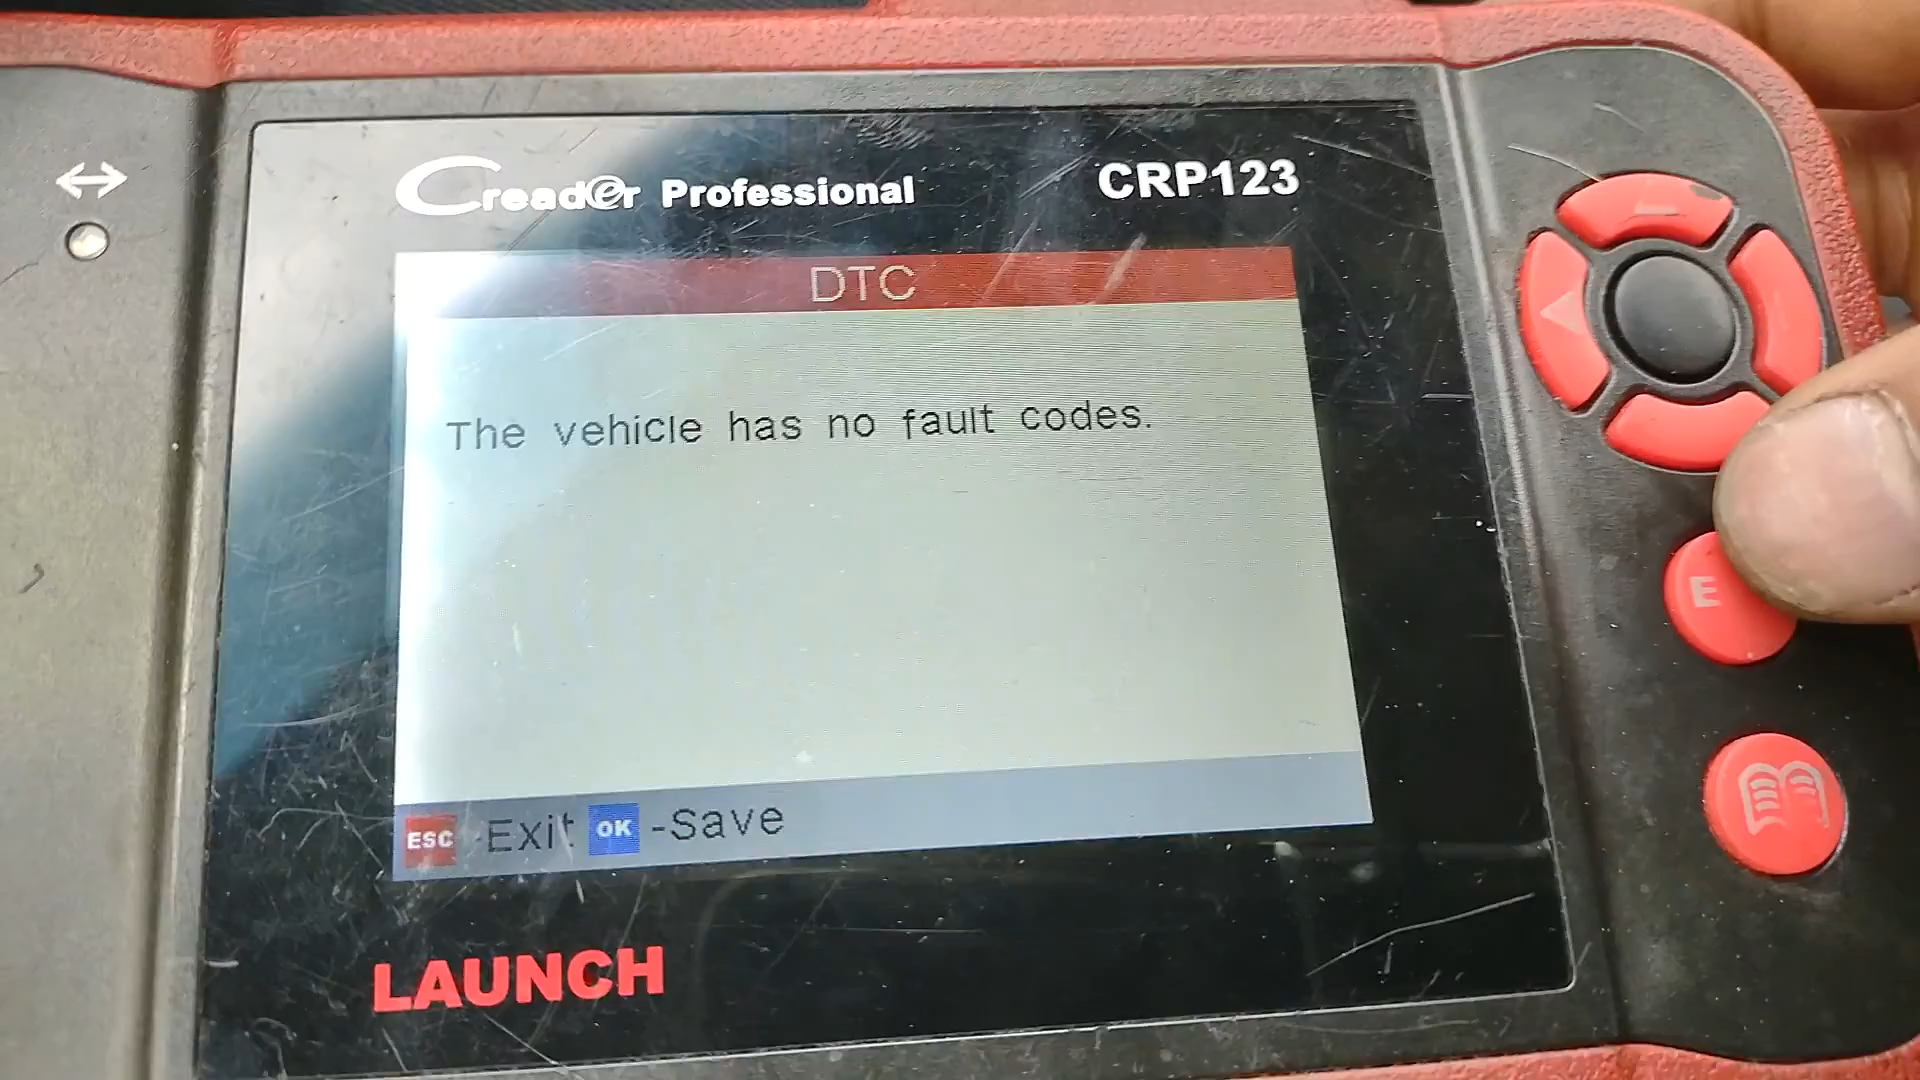 Creader Professional CRP123
DTC
The vehicle has no fault codes.
ESC -Exit OK -Save
LAUNCH
E